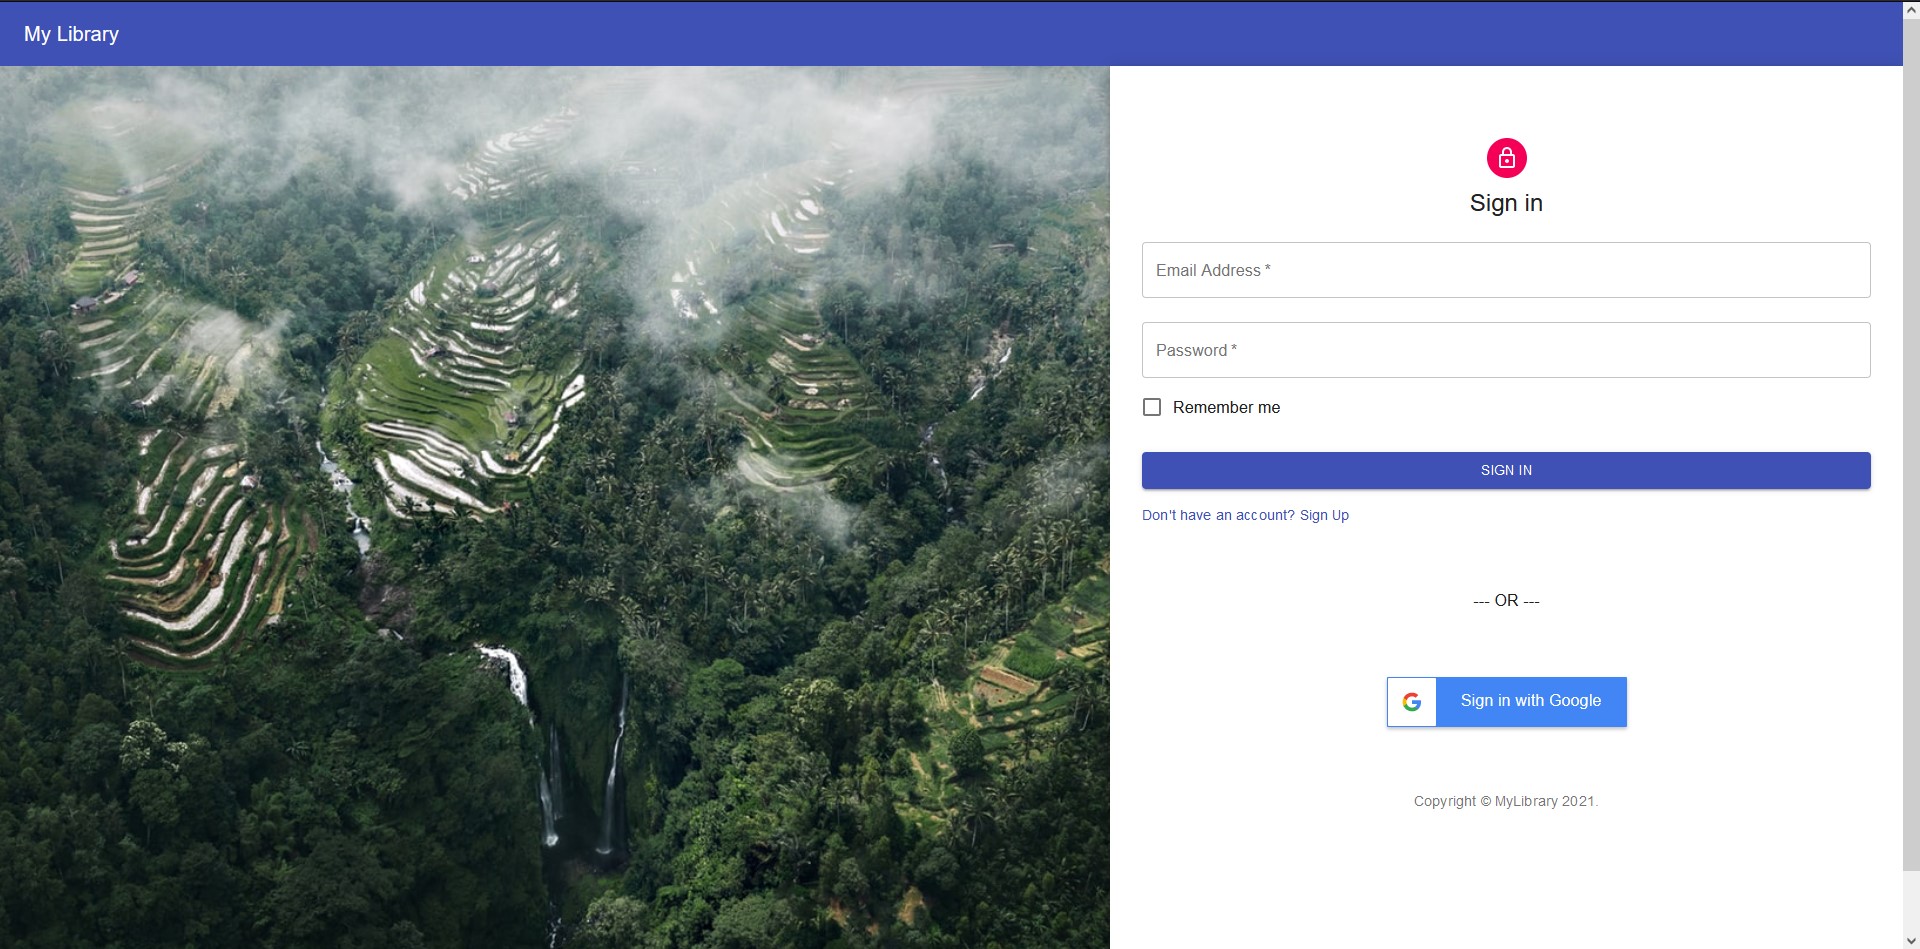 My Library
Sign in
Email Address *
Password *
Remember me
SIGN IN
Don't have an account? Sign Up
--- OR ---
Sign in with Google
Copyright © MyLibrary 2021.